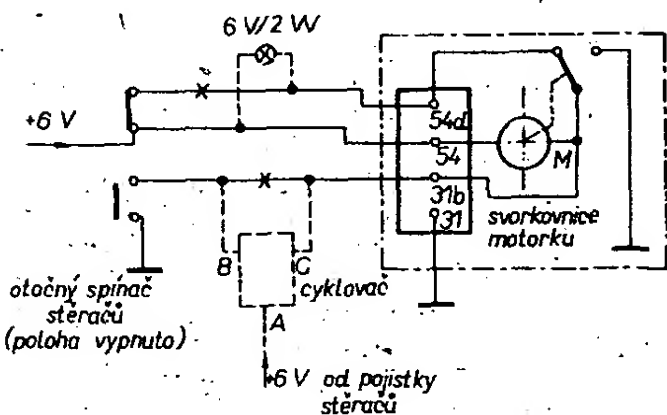 6 V/2 W
+6 V
54d
54
M
31b
31
svorkovnice
motorku
B
C
cyklovač
A
otočný spínač
stěračů
(poloha vypnuto)
+6 V od pojistky
stěračů